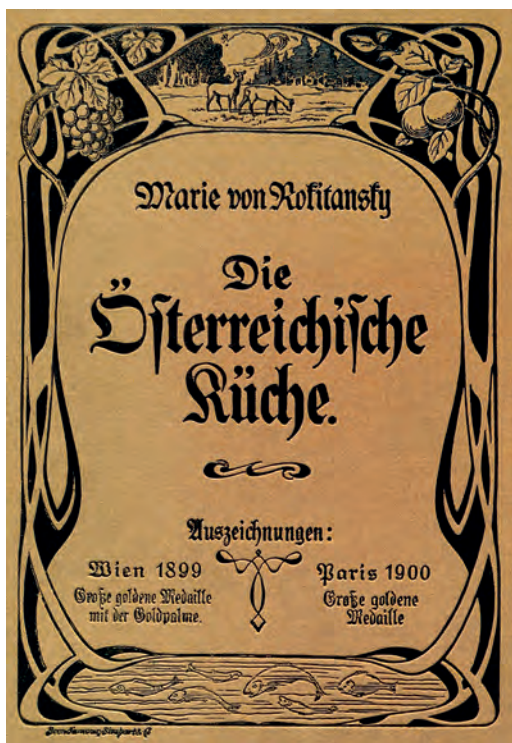 Marie von Rokitansky
Die
Österreichische
Küche.
Auszeichnungen:
Wien 1899
Große goldene Medaille
mit der Goldpalme.
Paris 1900
Große goldene
Medaille